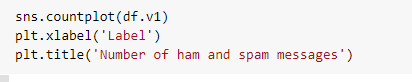 sns.countplot(df.v1)
plt.xlabel('Label')
plt.title('Number of ham and spam messages')